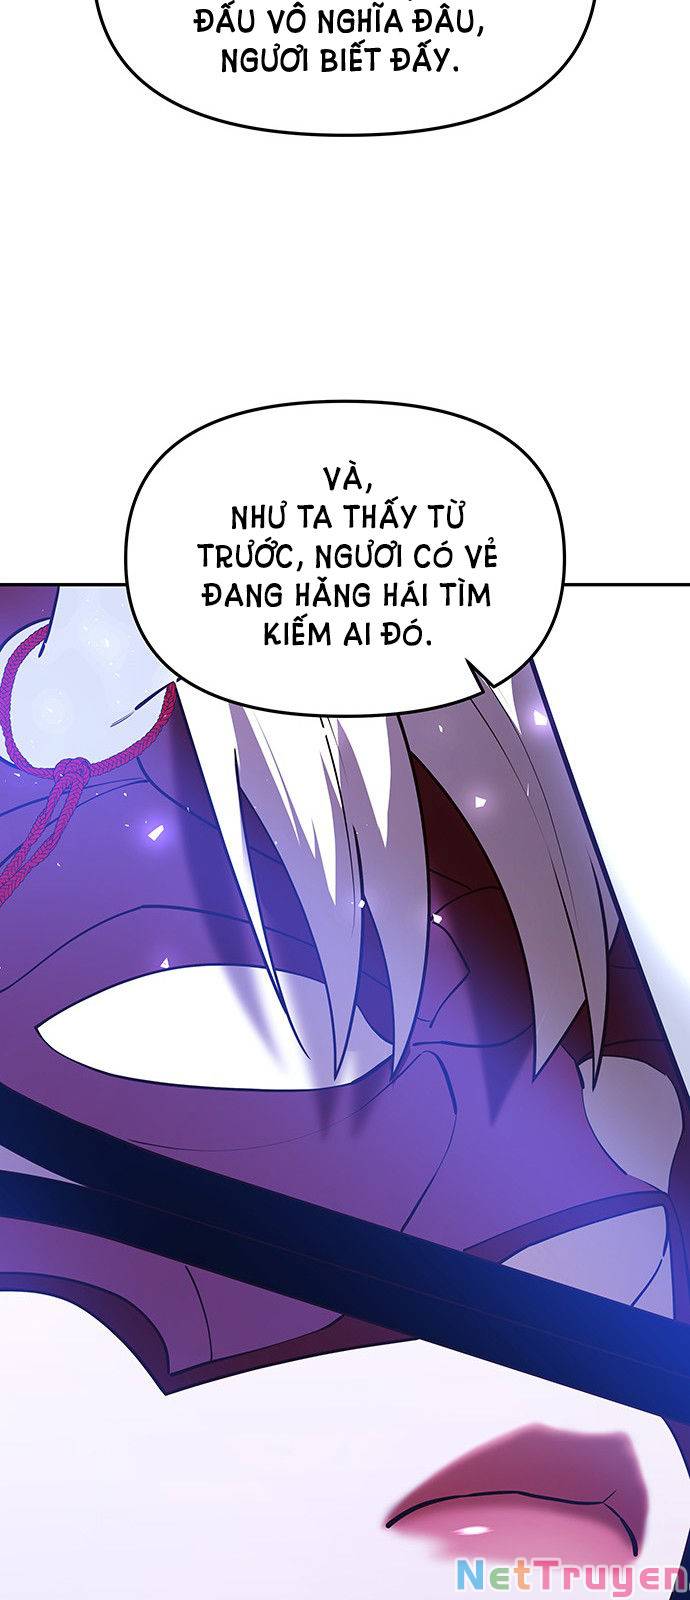 ĐẤU VÔ NGHĨA ĐÂU,
NGƯƠI BIẾT ĐẤY.
VÀ,
NHƯ TA THẤY TỪ
TRƯỚC, NGƯƠI CÓ VẺ
ĐANG HĂNG HÁI TÌM
KIẾM AI ĐÓ.
NetTruyen